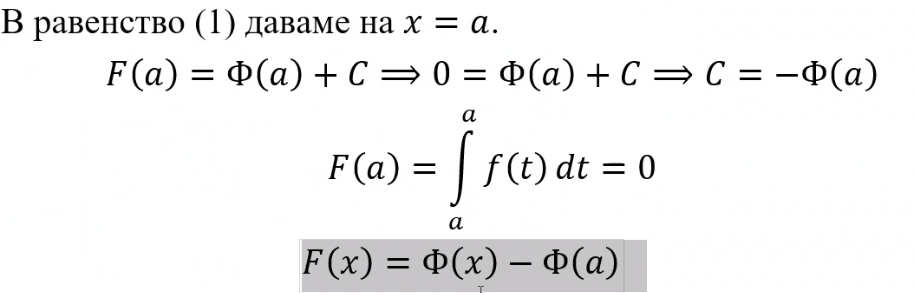 В равенство (1) даваме на x = a.
F(a) = Φ(a) + C ⟹ 0 = Φ(a) + C ⟹ C = −Φ(a)
a
F(a) = ∫ f(t) dt = 0
a
F(x) = Φ(x) − Φ(a)